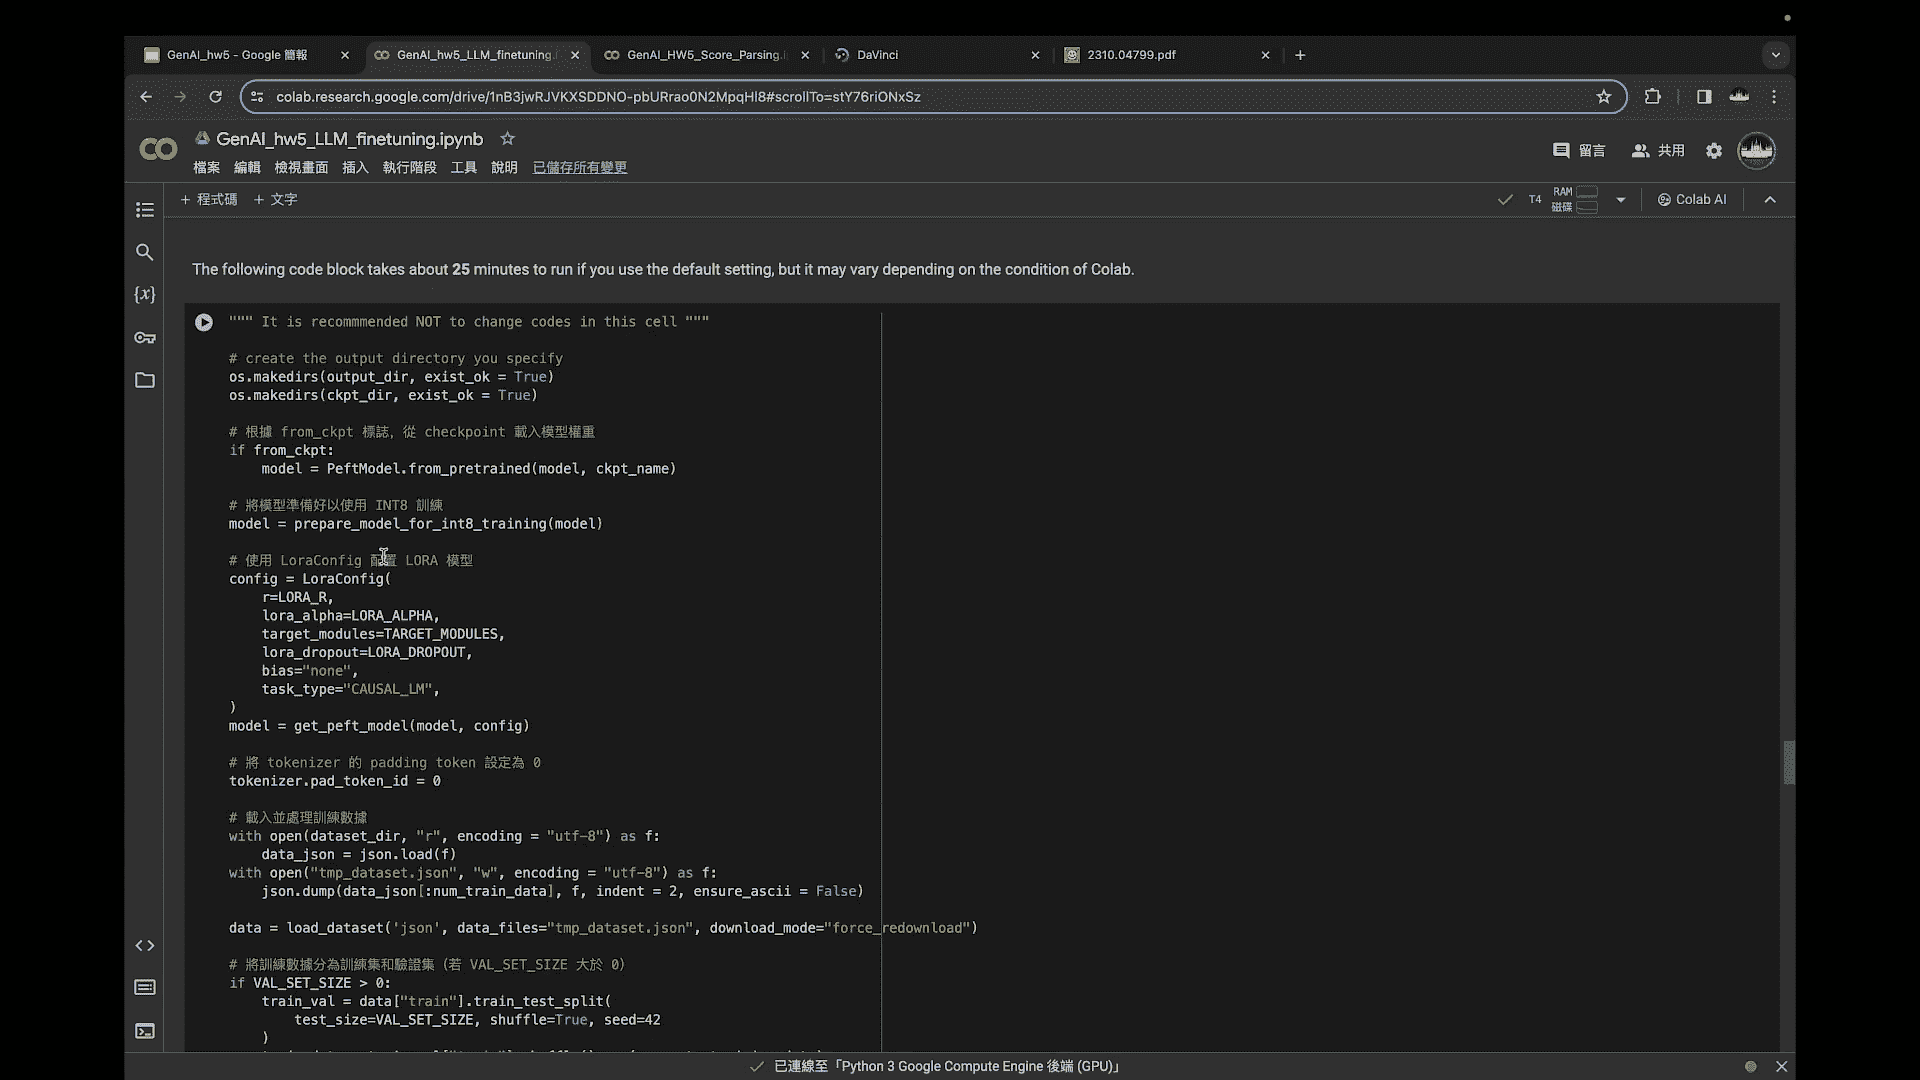 GenAI_hw5 - Google 簡報
GenAI_hw5_LLM_finetuning.
GenAI_HW5_Score_Parsing.i
DaVinci
2310.04799.pdf
colab.research.google.com/drive/1nB3jwRJVKXSDDNO-pbURrao0N2MpqHI8#scrollTo=stY76riONxSz
GenAI_hw5_LLM_finetuning.ipynb
檔案 編輯 檢視畫面 插入 執行階段 工具 說明 已儲存所有變更
留言 共用
+ 程式碼 + 文字
T4 RAM 磁碟 Colab AI
The following code block takes about 25 minutes to run if you use the default setting, but it may vary depending on the condition of Colab.
""" It is recommmended NOT to change codes in this cell """
# create the output directory you specify
os.makedirs(output_dir, exist_ok = True)
os.makedirs(ckpt_dir, exist_ok = True)
# 根據 from_ckpt 標誌，從 checkpoint 載入模型權重
if from_ckpt:
    model = PeftModel.from_pretrained(model, ckpt_name)
# 將模型準備好以使用 INT8 訓練
model = prepare_model_for_int8_training(model)
# 使用 LoraConfig 配置 LORA 模型
config = LoraConfig(
    r=LORA_R,
    lora_alpha=LORA_ALPHA,
    target_modules=TARGET_MODULES,
    lora_dropout=LORA_DROPOUT,
    bias="none",
    task_type="CAUSAL_LM",
)
model = get_peft_model(model, config)
# 將 tokenizer 的 padding token 設定為 0
tokenizer.pad_token_id = 0
# 載入並處理訓練數據
with open(dataset_dir, "r", encoding = "utf-8") as f:
    data_json = json.load(f)
with open("tmp_dataset.json", "w", encoding = "utf-8") as f:
    json.dump(data_json[:num_train_data], f, indent = 2, ensure_ascii = False)
data = load_dataset('json', data_files="tmp_dataset.json", download_mode="force_redownload")
# 將訓練數據分為訓練集和驗證集（若 VAL_SET_SIZE 大於 0）
if VAL_SET_SIZE > 0:
    train_val = data["train"].train_test_split(
        test_size=VAL_SET_SIZE, shuffle=True, seed=42
    )
已連線至「Python 3 Google Compute Engine 後端 (GPU)」